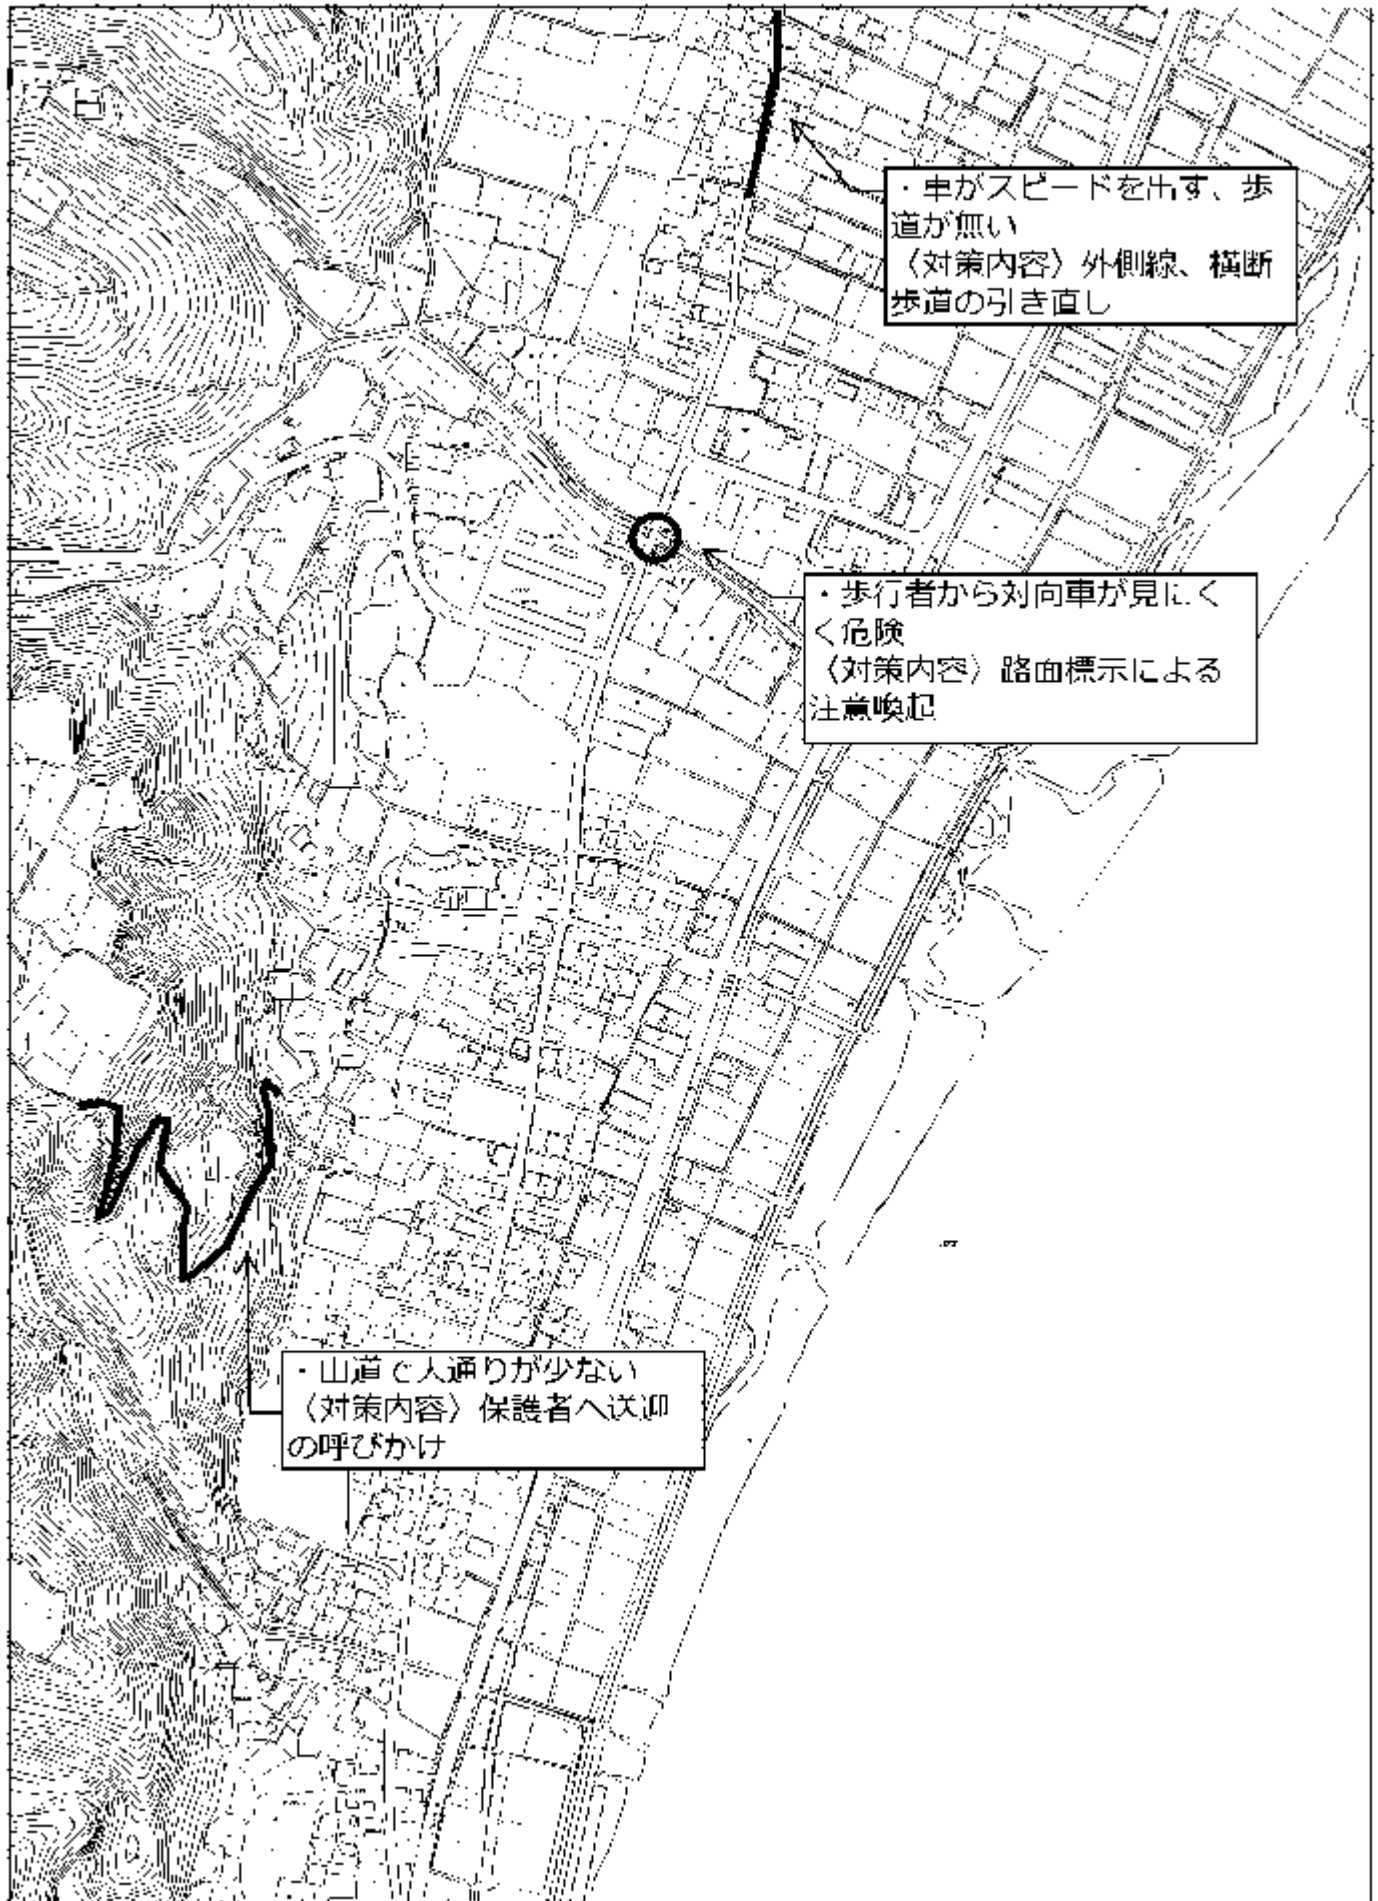 ・車がスピードを出す、歩
道が無い
〈対策内容〉外側線、横断
歩道の引き直し
・歩行者から対向車が見にく
く危険
〈対策内容〉路面標示による
注意喚起
・山道で人通りが少ない
〈対策内容〉保護者へ送迎
の呼びかけ